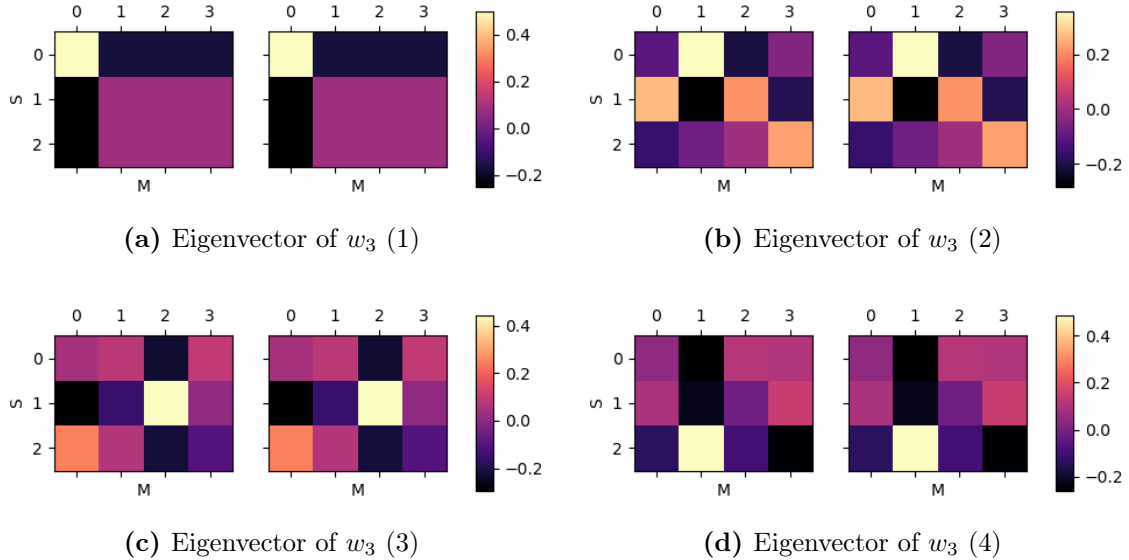 0 1 2 3 0 1 2 3
0.4
0
0.2
S 1
0.0
2
−0.2
M M
(a) Eigenvector of w3 (1)
0 1 2 3 0 1 2 3
0
0.2
S 1
0.0
2
−0.2
M M
(b) Eigenvector of w3 (2)
0 1 2 3 0 1 2 3
0.4
0
0.2
S 1
0.0
2
−0.2
M M
(c) Eigenvector of w3 (3)
0 1 2 3 0 1 2 3
0.4
0
0.2
S 1
0.0
2
−0.2
M M
(d) Eigenvector of w3 (4)